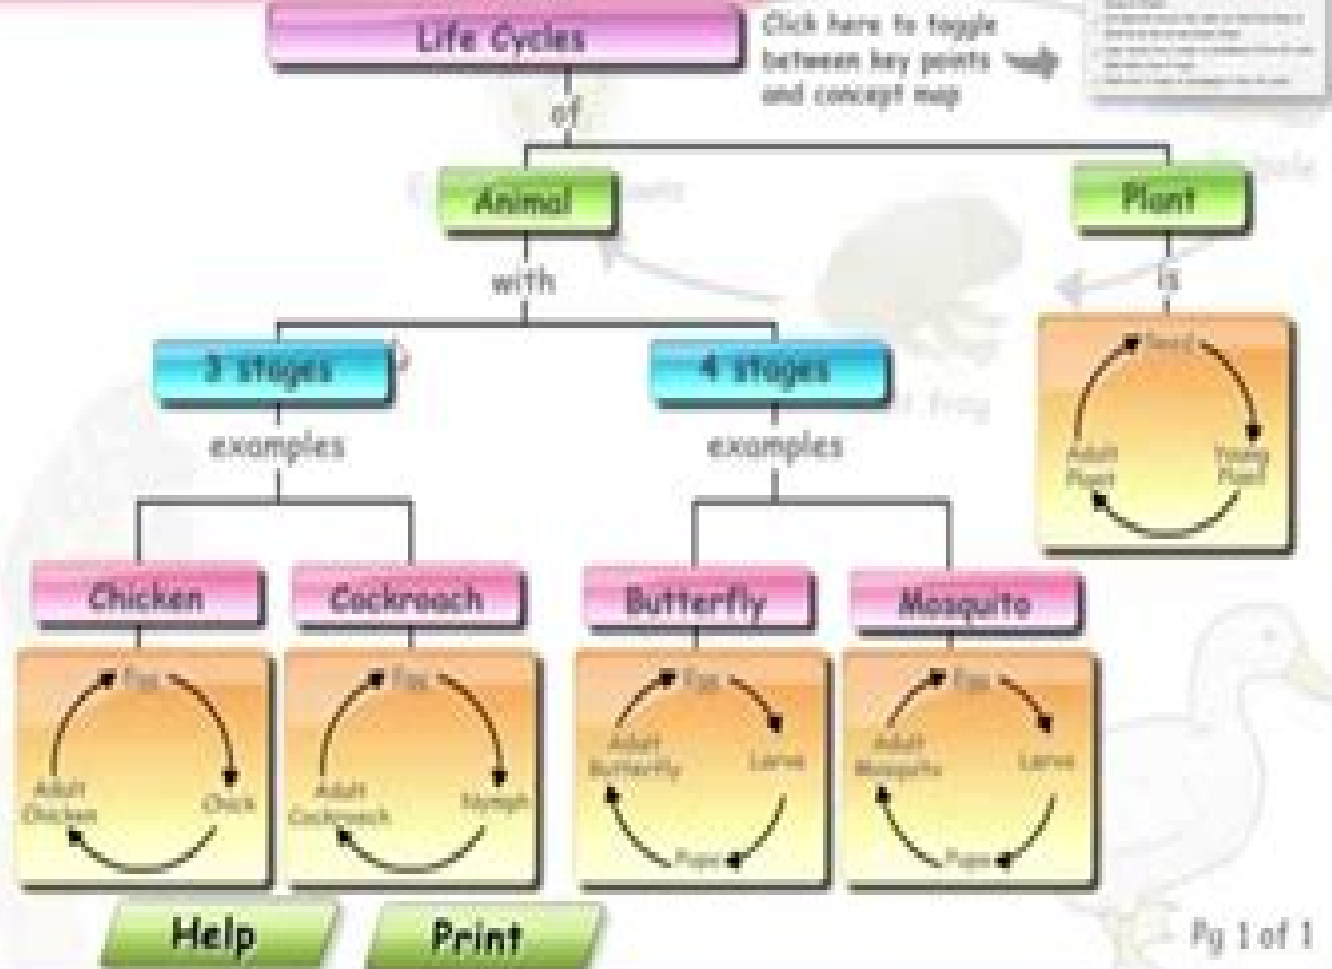 Life Cycles
Click here to toggle
between key points
and concept map
of
Animal
Plant
with
is
3 stages
4 stages
frog
Seed
examples
examples
Adult
Plant
Young
Plant
Chicken
Cockroach
Butterfly
Mosquito
Egg
Egg
Egg
Egg
Adult
Chicken
Chick
Adult
Cockroach
Nymph
Adult
Butterfly
Larva
Pupa
Adult
Mosquito
Larva
Pupa
Help
Print
Pg 1 of 1